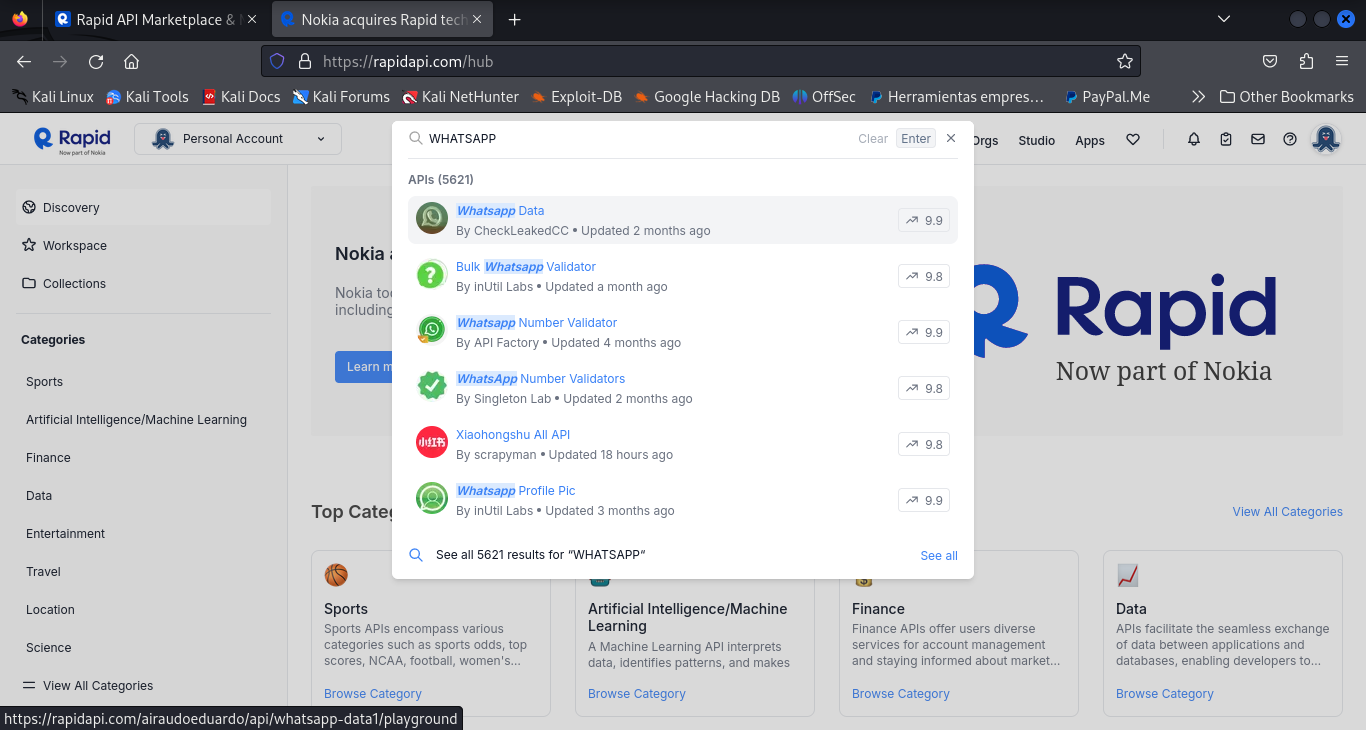 Rapid API Marketplace &
Nokia acquires Rapid tech
https://rapidapi.com/hub
Kali Linux
Kali Tools
Kali Docs
Kali Forums
Kali NetHunter
Exploit-DB
Google Hacking DB
OffSec
Herramientas empres…
PayPal.Me
Other Bookmarks
Rapid
Now part of Nokia
Personal Account
WHATSAPP
Clear
Enter
Orgs
Studio
Apps
Discovery
Workspace
Collections
Categories
Sports
Artificial Intelligence/Machine Learning
Finance
Data
Entertainment
Travel
Location
Science
View All Categories
APIs (5621)
Whatsapp Data
By CheckLeakedCC • Updated 2 months ago
9.9
Bulk Whatsapp Validator
By inUtil Labs • Updated a month ago
9.8
Whatsapp Number Validator
By API Factory • Updated 4 months ago
9.9
WhatsApp Number Validators
By Singleton Lab • Updated 2 months ago
9.8
小红书
Xiaohongshu All API
By scrapyman • Updated 18 hours ago
9.8
Whatsapp Profile Pic
By inUtil Labs • Updated 3 months ago
9.9
See all 5621 results for “WHATSAPP“
See all
Nokia
Nokia
including
Learn
Rapid
Now part of Nokia
Top
View All Categories
Sports
Sports APIs encompass various
categories such as sports odds, top
scores, NCAA, football, women's...
Browse Category
Artificial Intelligence/Machine
Learning
A Machine Learning API interprets
data, identifies patterns, and makes
Browse Category
Finance
Finance APIs offer users diverse
services for account management
and staying informed about market...
Browse Category
Data
APIs facilitate the seamless exchange
of data between applications and
databases, enabling developers to...
Browse Category
https://rapidapi.com/airaudoeduardo/api/whatsapp-data1/playground